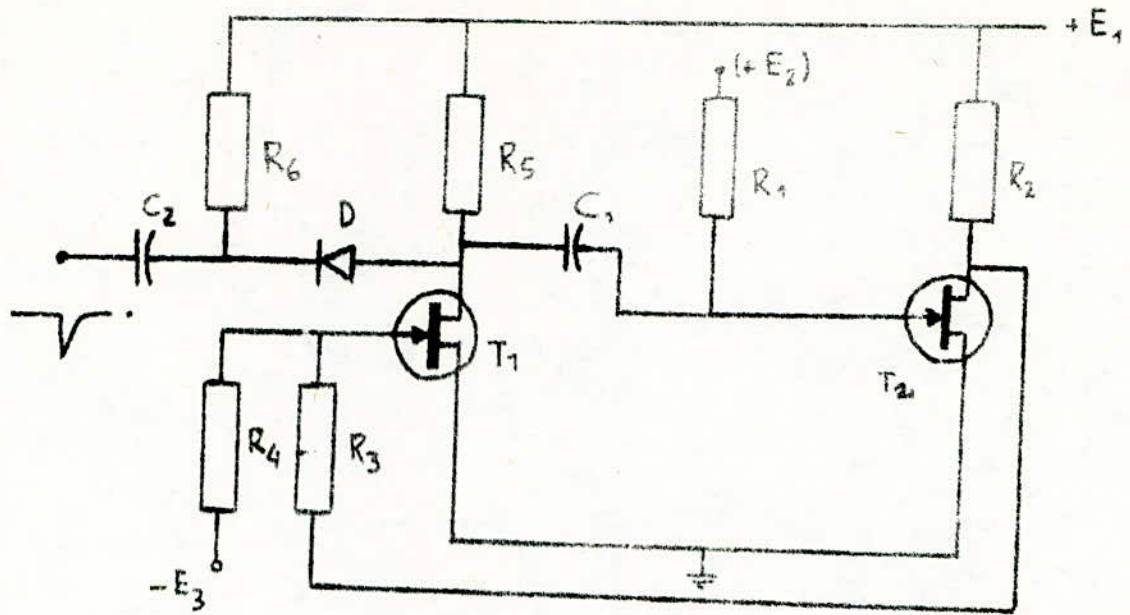 + E₁
(+ E₂)
R₆
R₅
R₁
R₂
C₂
D
C₁
T₁
T₂
R₄
R₃
− E₃